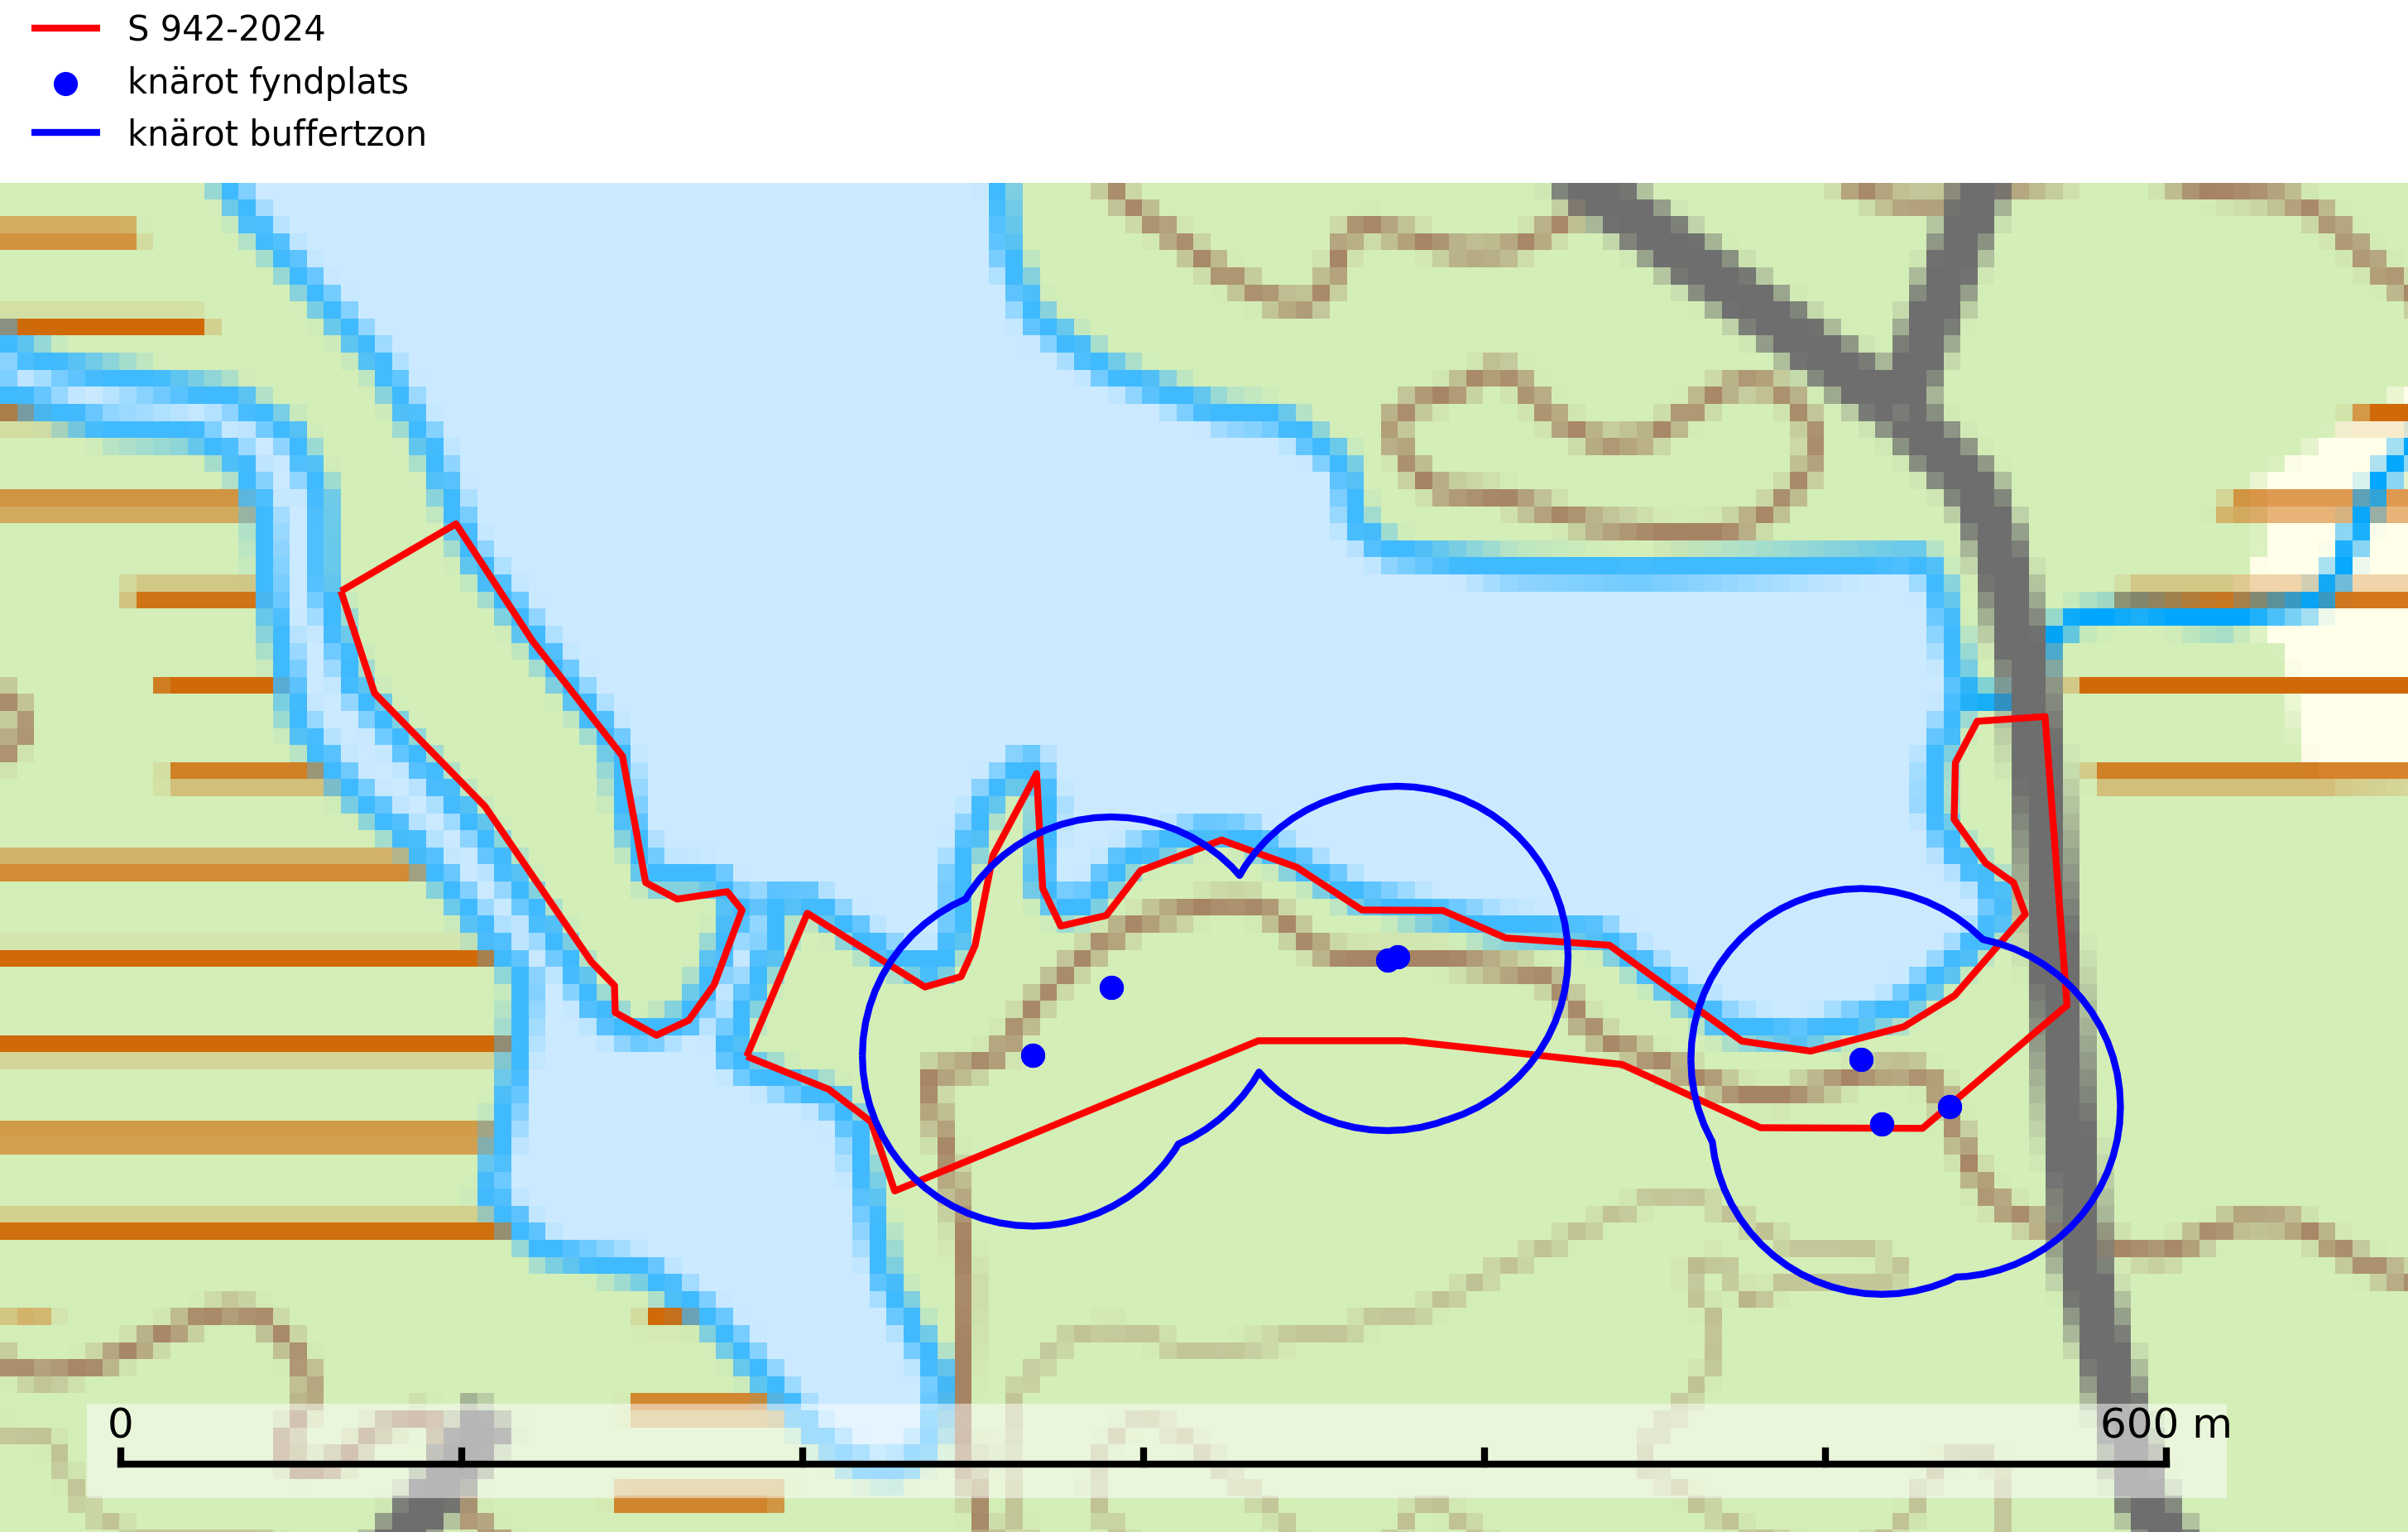 S 942-2024
knärot fyndplats
knärot buffertzon
0
600 m